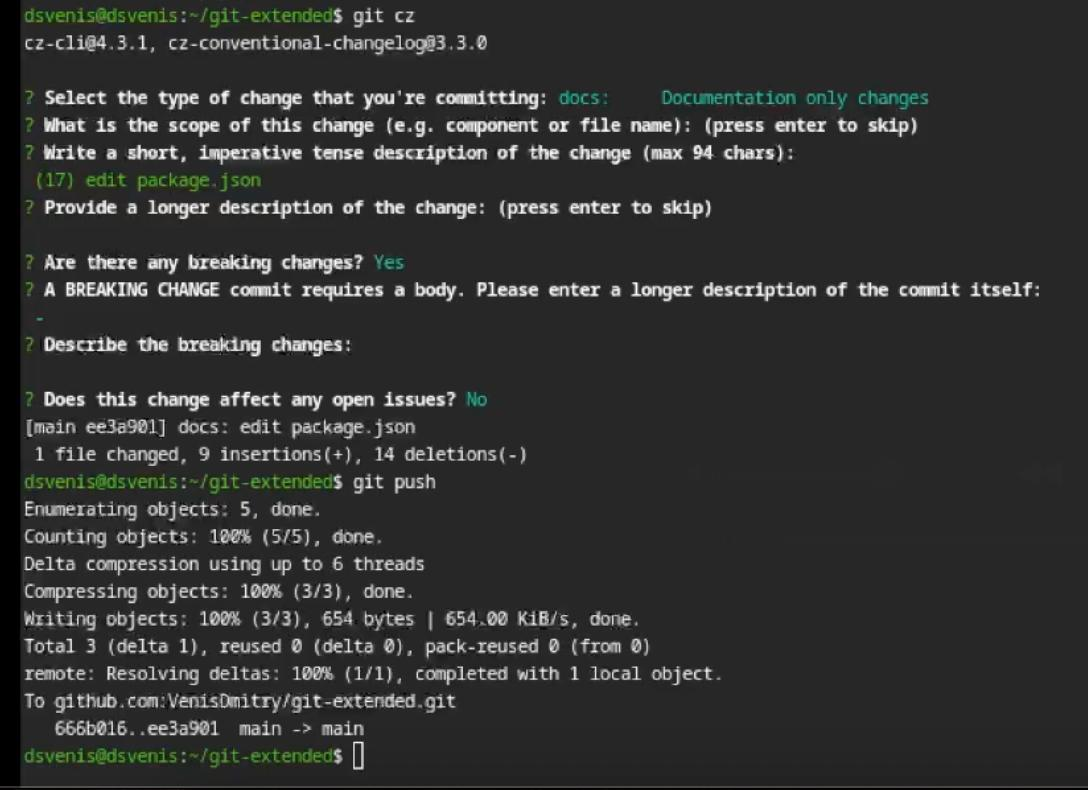 dsvenis@dsvenis:~/git-extended$ git cz
cz-cli@4.3.1, cz-conventional-changelog@3.3.0
? Select the type of change that you're committing: docs:     Documentation only changes
? What is the scope of this change (e.g. component or file name): (press enter to skip)
? Write a short, imperative tense description of the change (max 94 chars):
 (17) edit package.json
? Provide a longer description of the change: (press enter to skip)
? Are there any breaking changes? Yes
? A BREAKING CHANGE commit requires a body. Please enter a longer description of the commit itself:
 -
? Describe the breaking changes:
? Does this change affect any open issues? No
[main ee3a901] docs: edit package.json
 1 file changed, 9 insertions(+), 14 deletions(-)
dsvenis@dsvenis:~/git-extended$ git push
Enumerating objects: 5, done.
Counting objects: 100% (5/5), done.
Delta compression using up to 6 threads
Compressing objects: 100% (3/3), done.
Writing objects: 100% (3/3), 654 bytes | 654.00 KiB/s, done.
Total 3 (delta 1), reused 0 (delta 0), pack-reused 0 (from 0)
remote: Resolving deltas: 100% (1/1), completed with 1 local object.
To github.com:VenisDmitry/git-extended.git
   666b016..ee3a901  main -> main
dsvenis@dsvenis:~/git-extended$